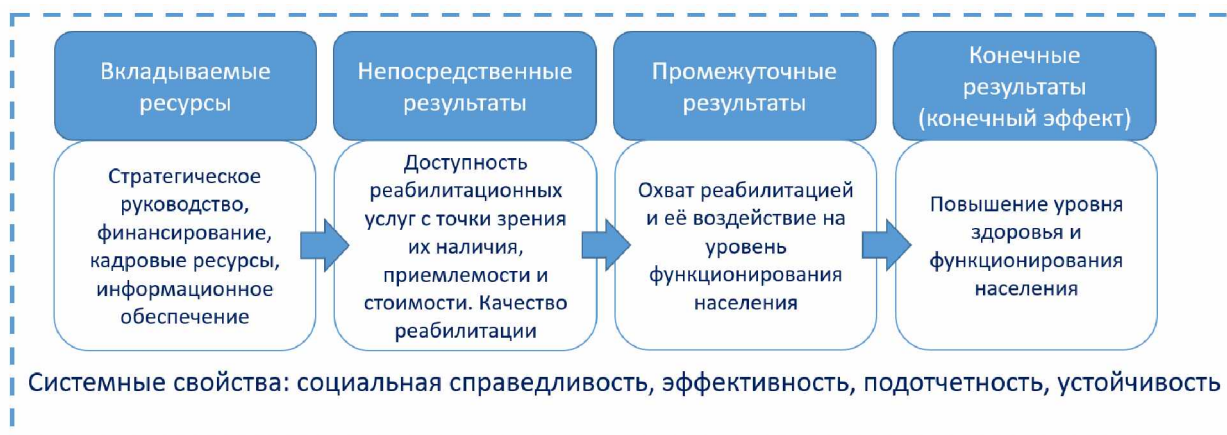 Вкладываемые
ресурсы
Стратегическое
руководство,
финансирование,
кадровые ресурсы,
информационное
обеспечение
Непосредственные
результаты
Доступность
реабилитационных
услуг с точки зрения
их наличия,
приемлемости и
стоимости. Качество
реабилитации
Промежуточные
результаты
Охват реабилитацией
и её воздействие на
уровень
функционирования
населения
Конечные
результаты
(конечный эффект)
Повышение уровня
здоровья и
функционирования
населения
Системные свойства: социальная справедливость, эффективность, подотчетность, устойчивость